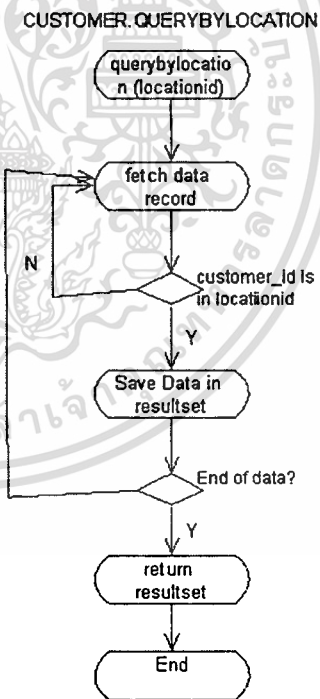 CUSTOMER.QUERYBYLOCATION
querybylocatio
n (locationid)
fetch data
record
N
customer_id is
in locatiionid
Y
Save Data in
resultset
End of data?
Y
return
resultset
End